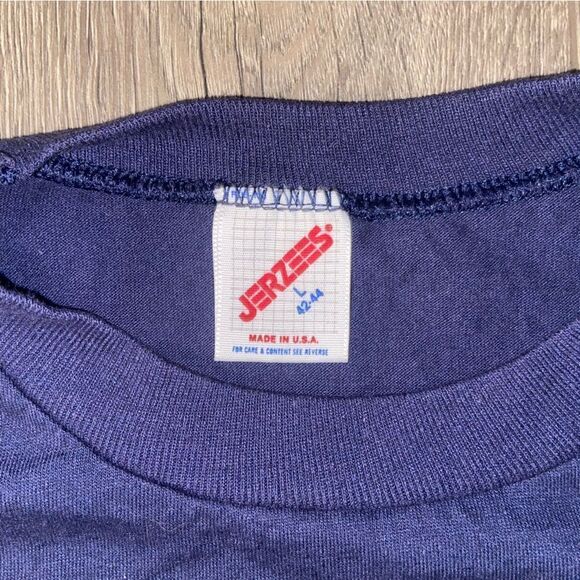 JERZEES®
L
42-44
MADE IN U.S.A.
FOR CARE & CONTENT SEE REVERSE